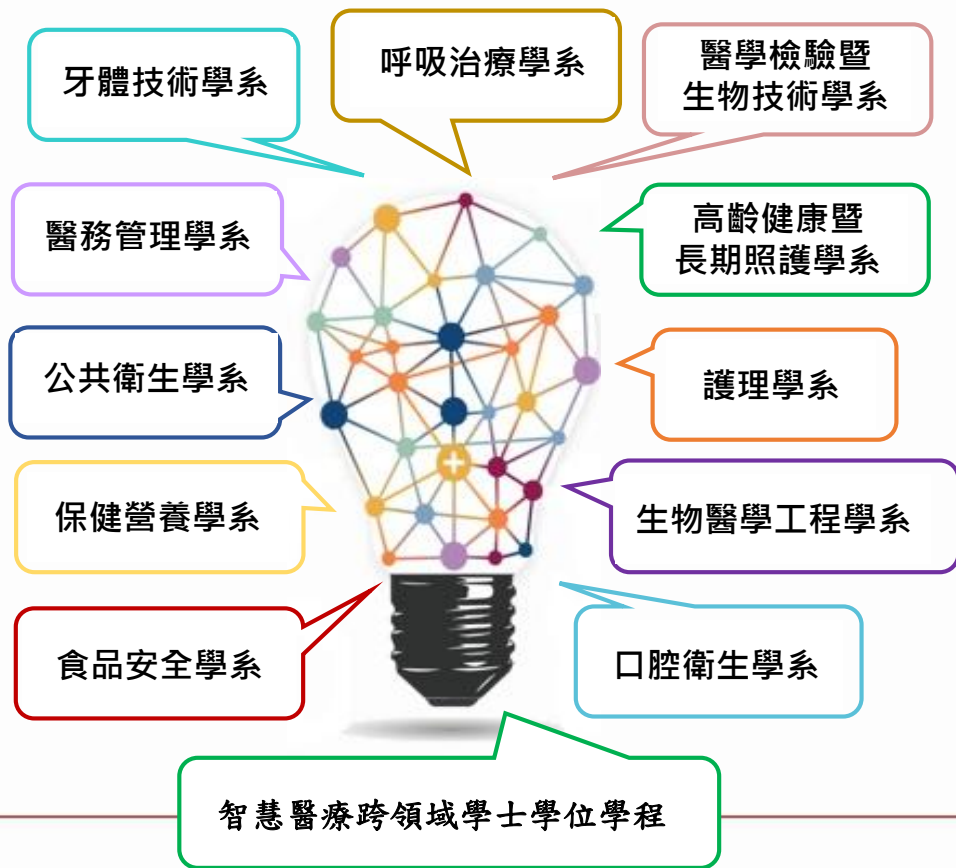 牙體技術學系
呼吸治療學系
醫學檢驗暨
生物技術學系
醫務管理學系
高齡健康暨
長期照護學系
公共衛生學系
護理學系
保健營養學系
生物醫學工程學系
食品安全學系
口腔衛生學系
智慧醫療跨領域學士學位學程